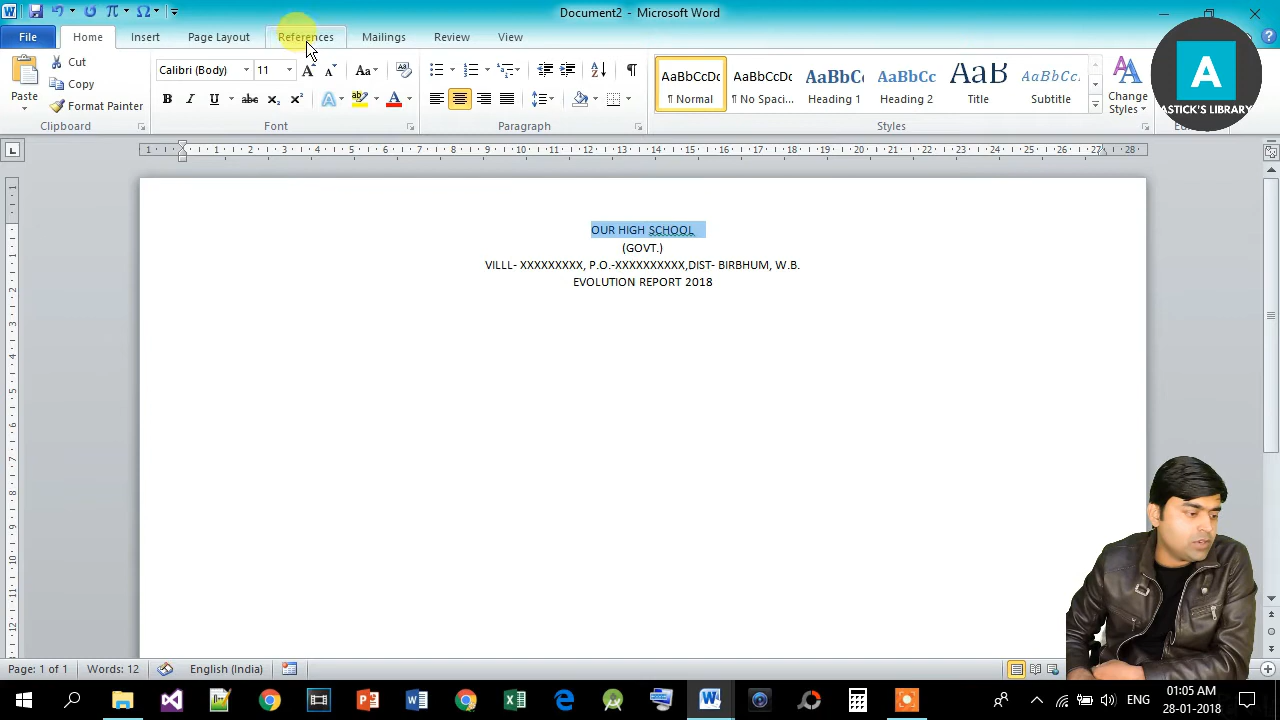 Document2 - Microsoft Word
File Home Insert Page Layout References Mailings Review View
Paste
Cut
Copy
Format Painter
Clipboard
Calibri (Body) 11
Font
Paragraph
AaBbCcDc AaBbCcDc AaBbC AaBbCc AaB AaBbCc.
¶ Normal ¶ No Spaci... Heading 1 Heading 2 Title Subtitle
Styles
Change
Styles
A
ASTICK'S LIBRARY
OUR HIGH SCHOOL
(GOVT.)
VILLL- XXXXXXXXX, P.O.-XXXXXXXXXX,DIST- BIRBHUM, W.B.
EVOLUTION REPORT 2018
Page: 1 of 1 Words: 12 English (India)
ENG
01:05 AM
28-01-2018